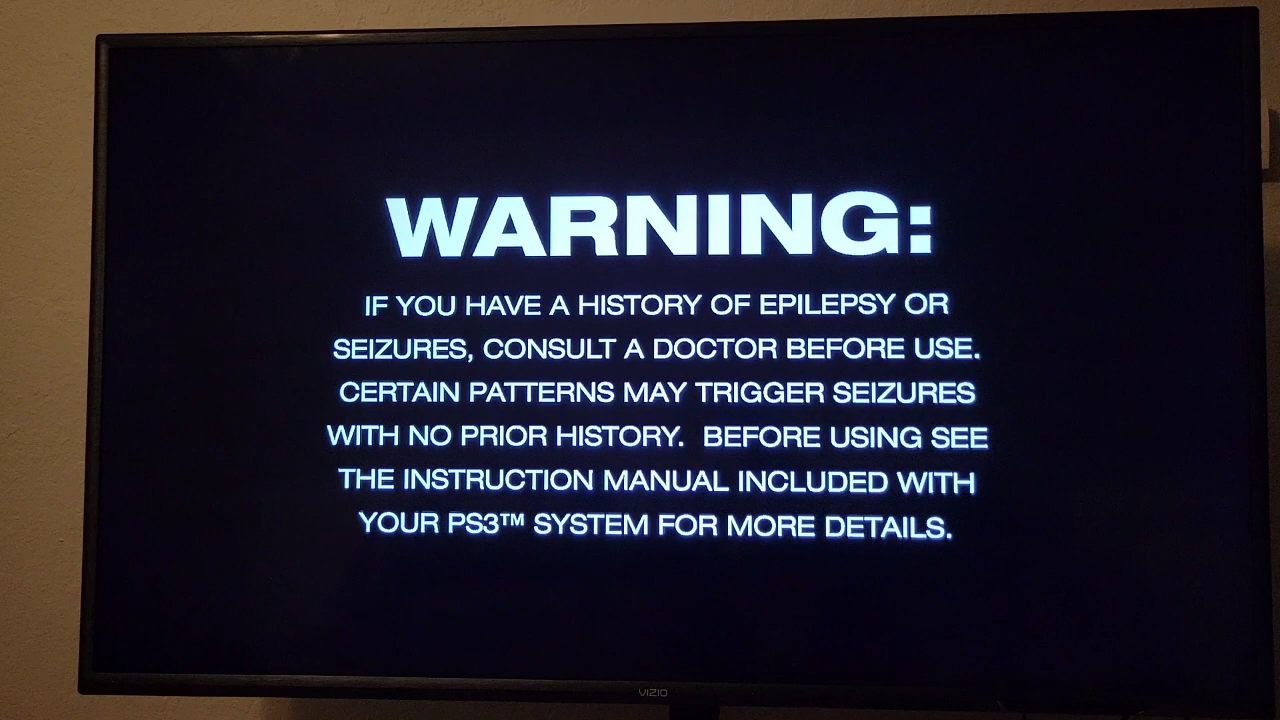 WARNING:
IF YOU HAVE A HISTORY OF EPILEPSY OR
SEIZURES, CONSULT A DOCTOR BEFORE USE.
CERTAIN PATTERNS MAY TRIGGER SEIZURES
WITH NO PRIOR HISTORY.  BEFORE USING SEE
THE INSTRUCTION MANUAL INCLUDED WITH
YOUR PS3™ SYSTEM FOR MORE DETAILS.
VIZIO